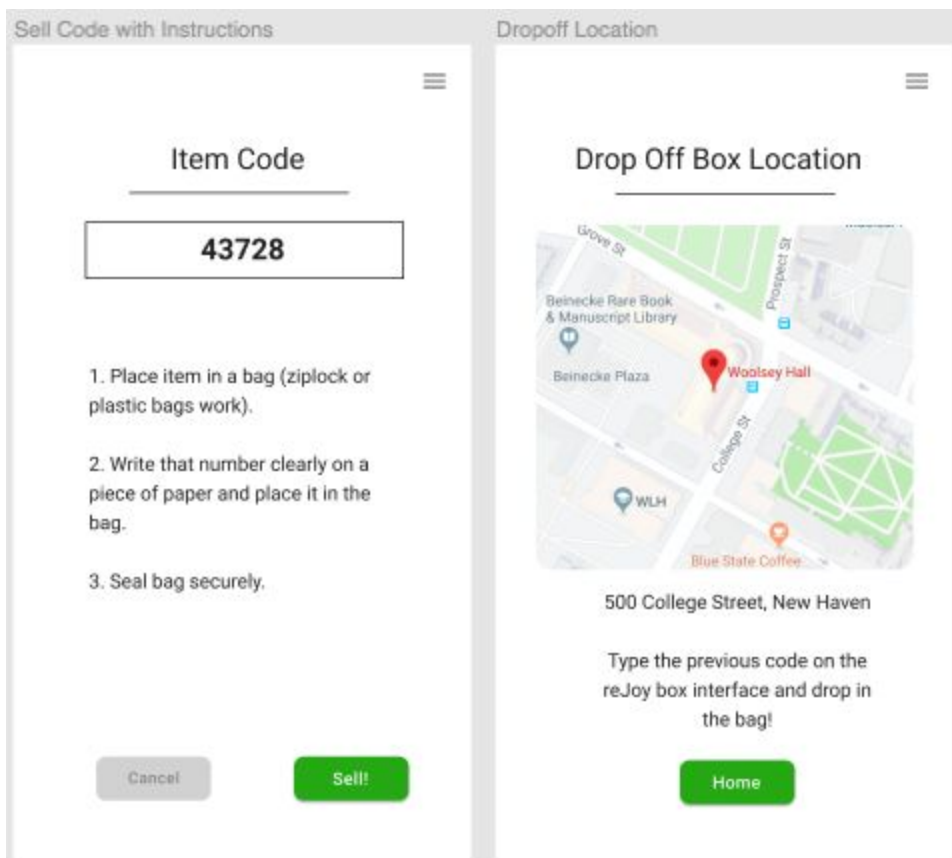 Sell Code with Instructions
Item Code
43728
1. Place item in a bag (ziplock or
plastic bags work).
2. Write that number clearly on a
piece of paper and place it in the
bag.
3. Seal bag securely.
Cancel
Sell!
Dropoff Location
Drop Off Box Location
Grove St
Prospect St
Beinecke Rare Book
& Manuscript Library
Beinecke Plaza
Woolsey Hall
College St
WLH
Blue State Coffee
500 College Street, New Haven
Type the previous code on the
reJoy box interface and drop in
the bag!
Home